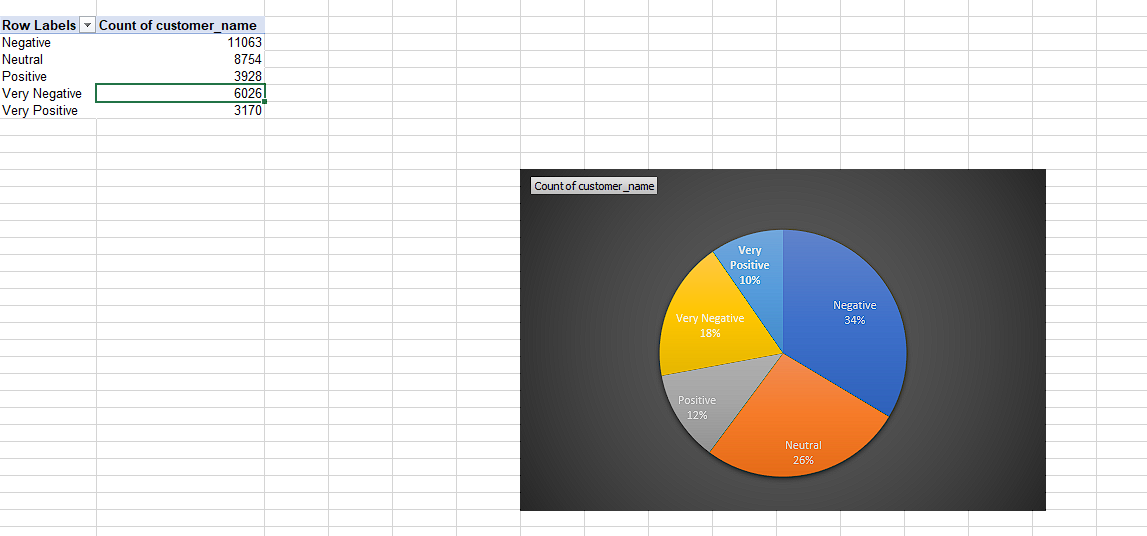 Row Labels Count of customer_name
Negative 11063
Neutral 8754
Positive 3928
Very Negative 6026
Very Positive 3170
Count of customer_name
Very
Positive
10%
Negative
34%
Very Negative
18%
Positive
12%
Neutral
26%